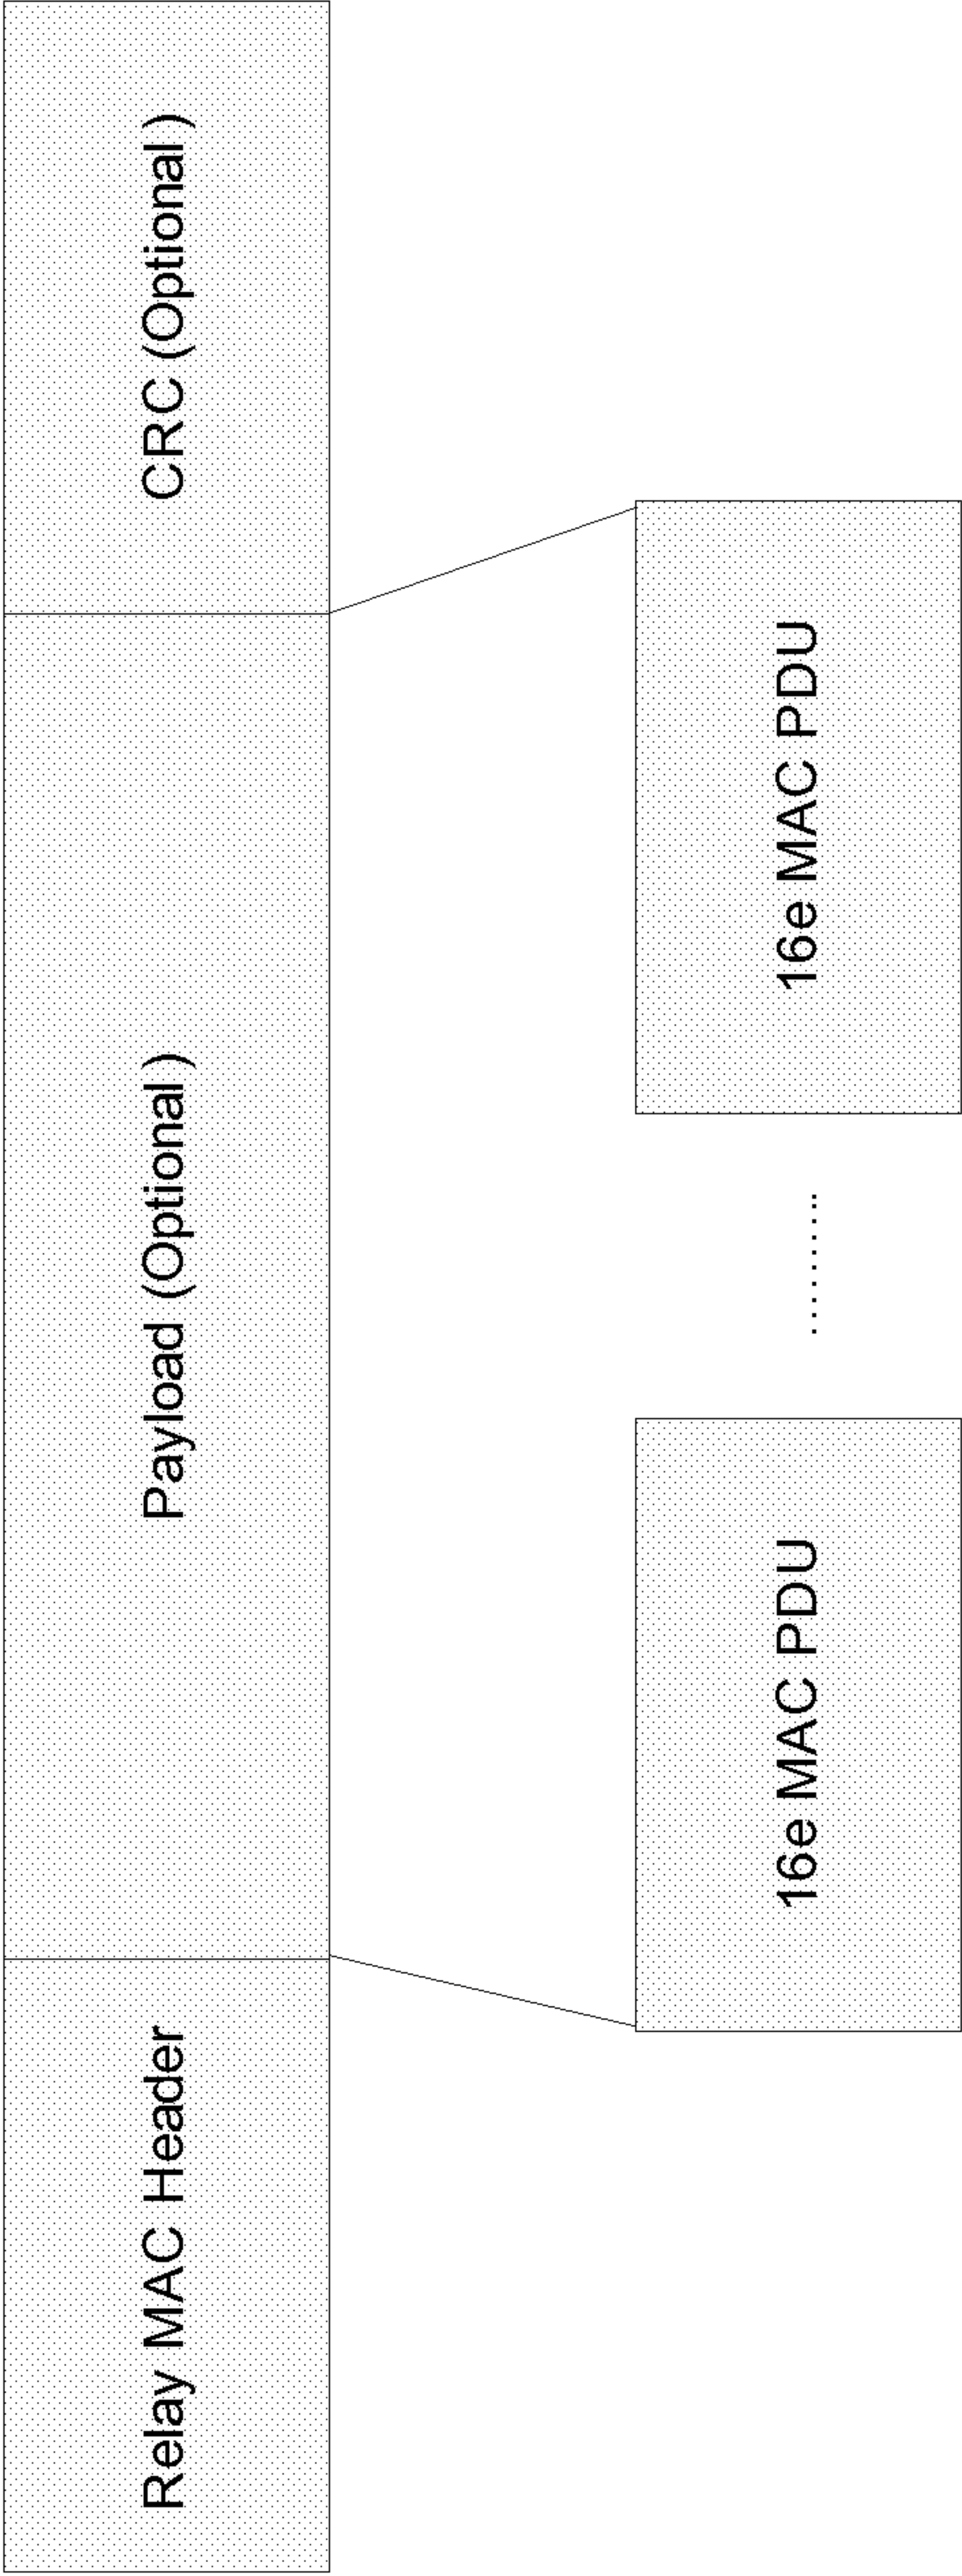 Relay MAC Header
Payload (Optional )
CRC (Optional )
16e MAC PDU
.........
16e MAC PDU